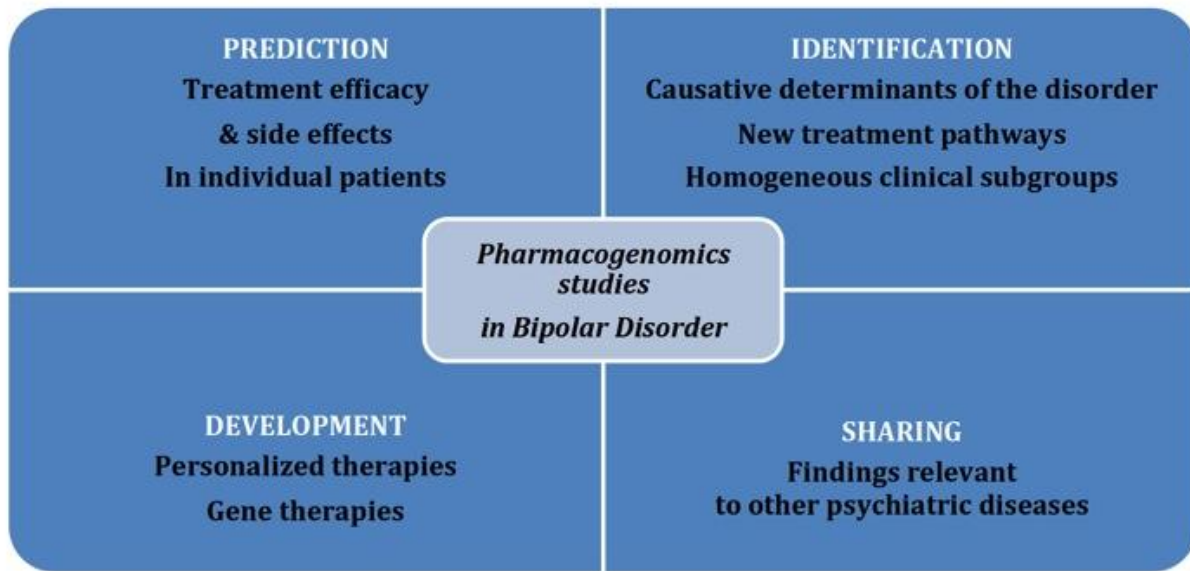 PREDICTION
Treatment efficacy
& side effects
In individual patients
IDENTIFICATION
Causative determinants of the disorder
New treatment pathways
Homogeneous clinical subgroups
Pharmacogenomics
studies
in Bipolar Disorder
DEVELOPMENT
Personalized therapies
Gene therapies
SHARING
Findings relevant
to other psychiatric diseases